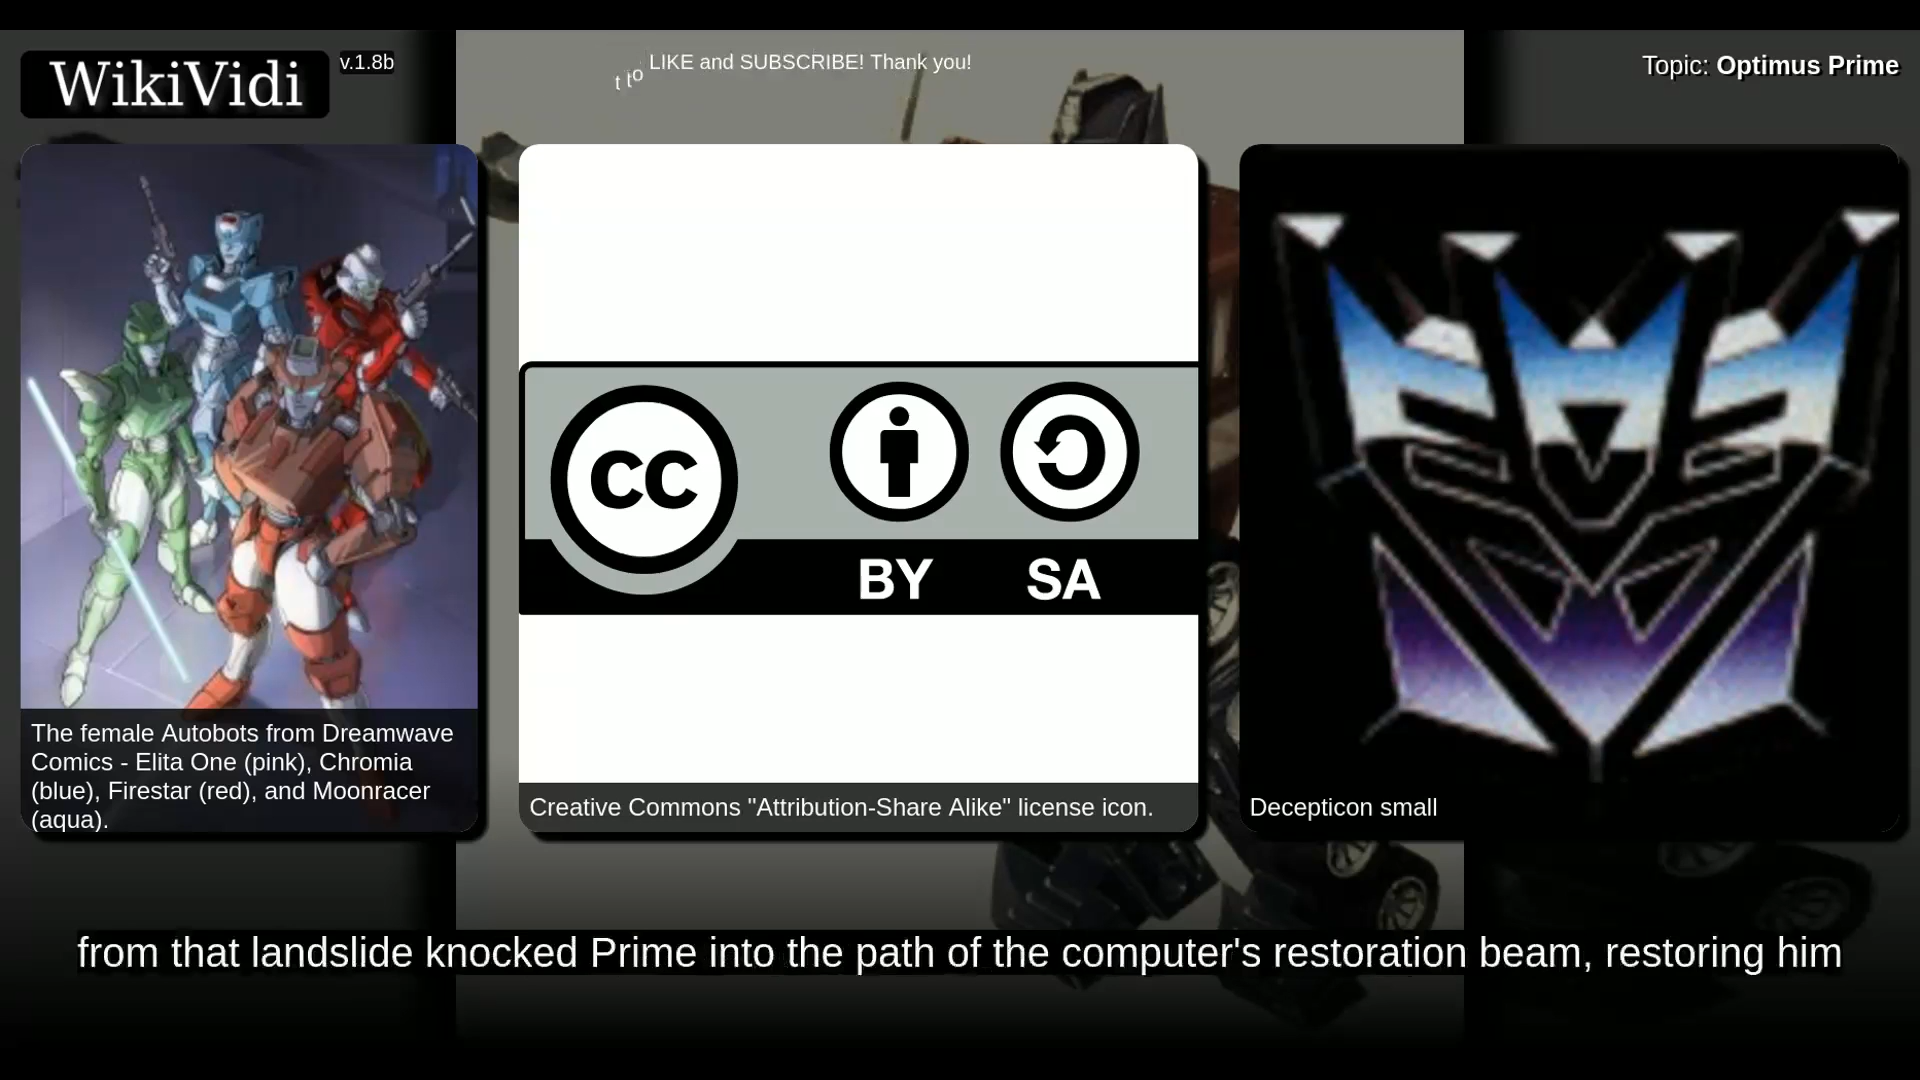 WikiVidi
v.1.8b
t to LIKE and SUBSCRIBE! Thank you!
Topic: Optimus Prime
The female Autobots from Dreamwave
Comics - Elita One (pink), Chromia
(blue), Firestar (red), and Moonracer
(aqua).
CC
BY SA
Creative Commons "Attribution-Share Alike" license icon.
Decepticon small
from that landslide knocked Prime into the path of the computer's restoration beam, restoring him